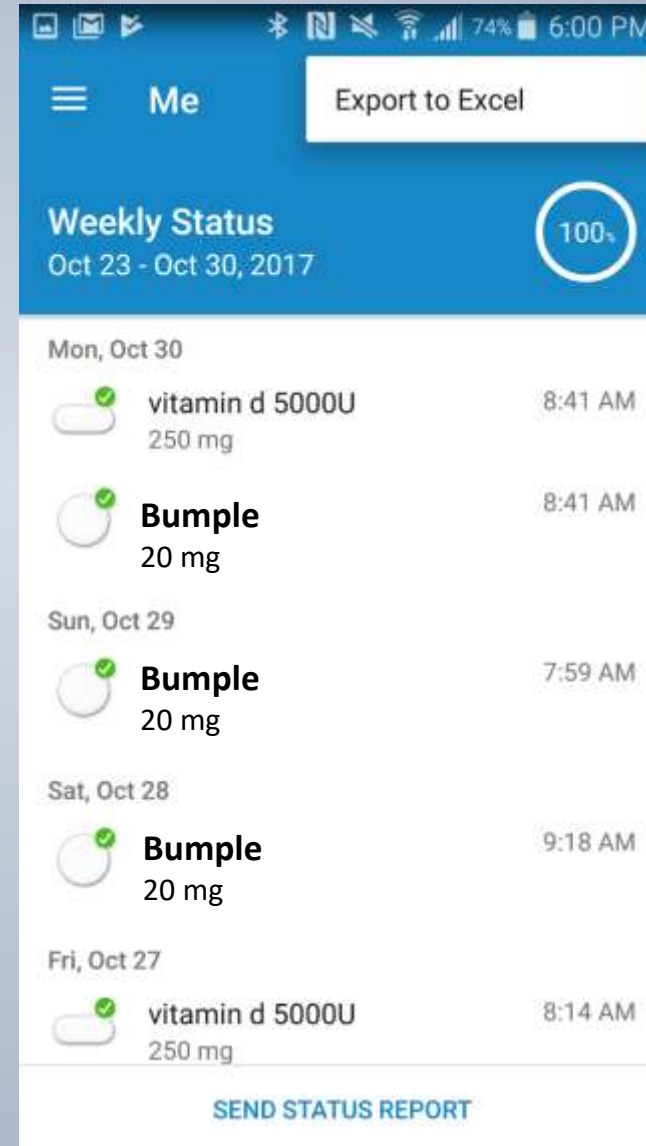 74% 6:00 PM
Me
Export to Excel
Weekly Status
100%
Oct 23 - Oct 30, 2017
Mon, Oct 30
vitamin d 5000U 8:41 AM
250 mg
Bumple 8:41 AM
20 mg
Sun, Oct 29
Bumple 7:59 AM
20 mg
Sat, Oct 28
Bumple 9:18 AM
20 mg
Fri, Oct 27
vitamin d 5000U 8:14 AM
250 mg
SEND STATUS REPORT